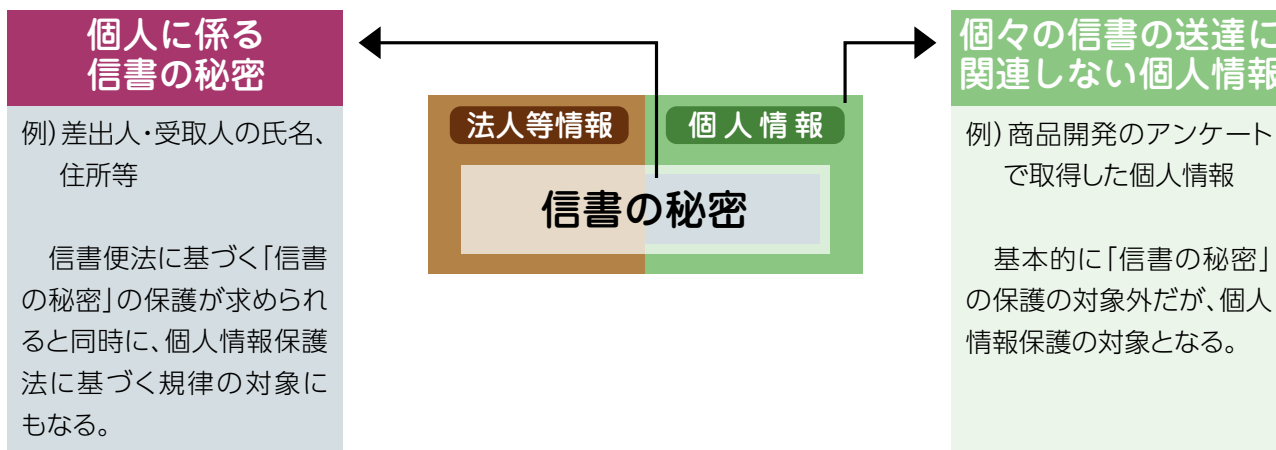 個人に係る
信書の秘密
例)差出人・受取人の氏名、
住所等
信書便法に基づく「信書
の秘密」の保護が求められ
ると同時に、個人情報保護
法に基づく規律の対象に
もなる。
法人等情報
個人情報
信書の秘密
個々の信書の送達に
関連しない個人情報
例)商品開発のアンケート
で取得した個人情報
基本的に「信書の秘密」
の保護の対象外だが、個人
情報保護の対象となる。